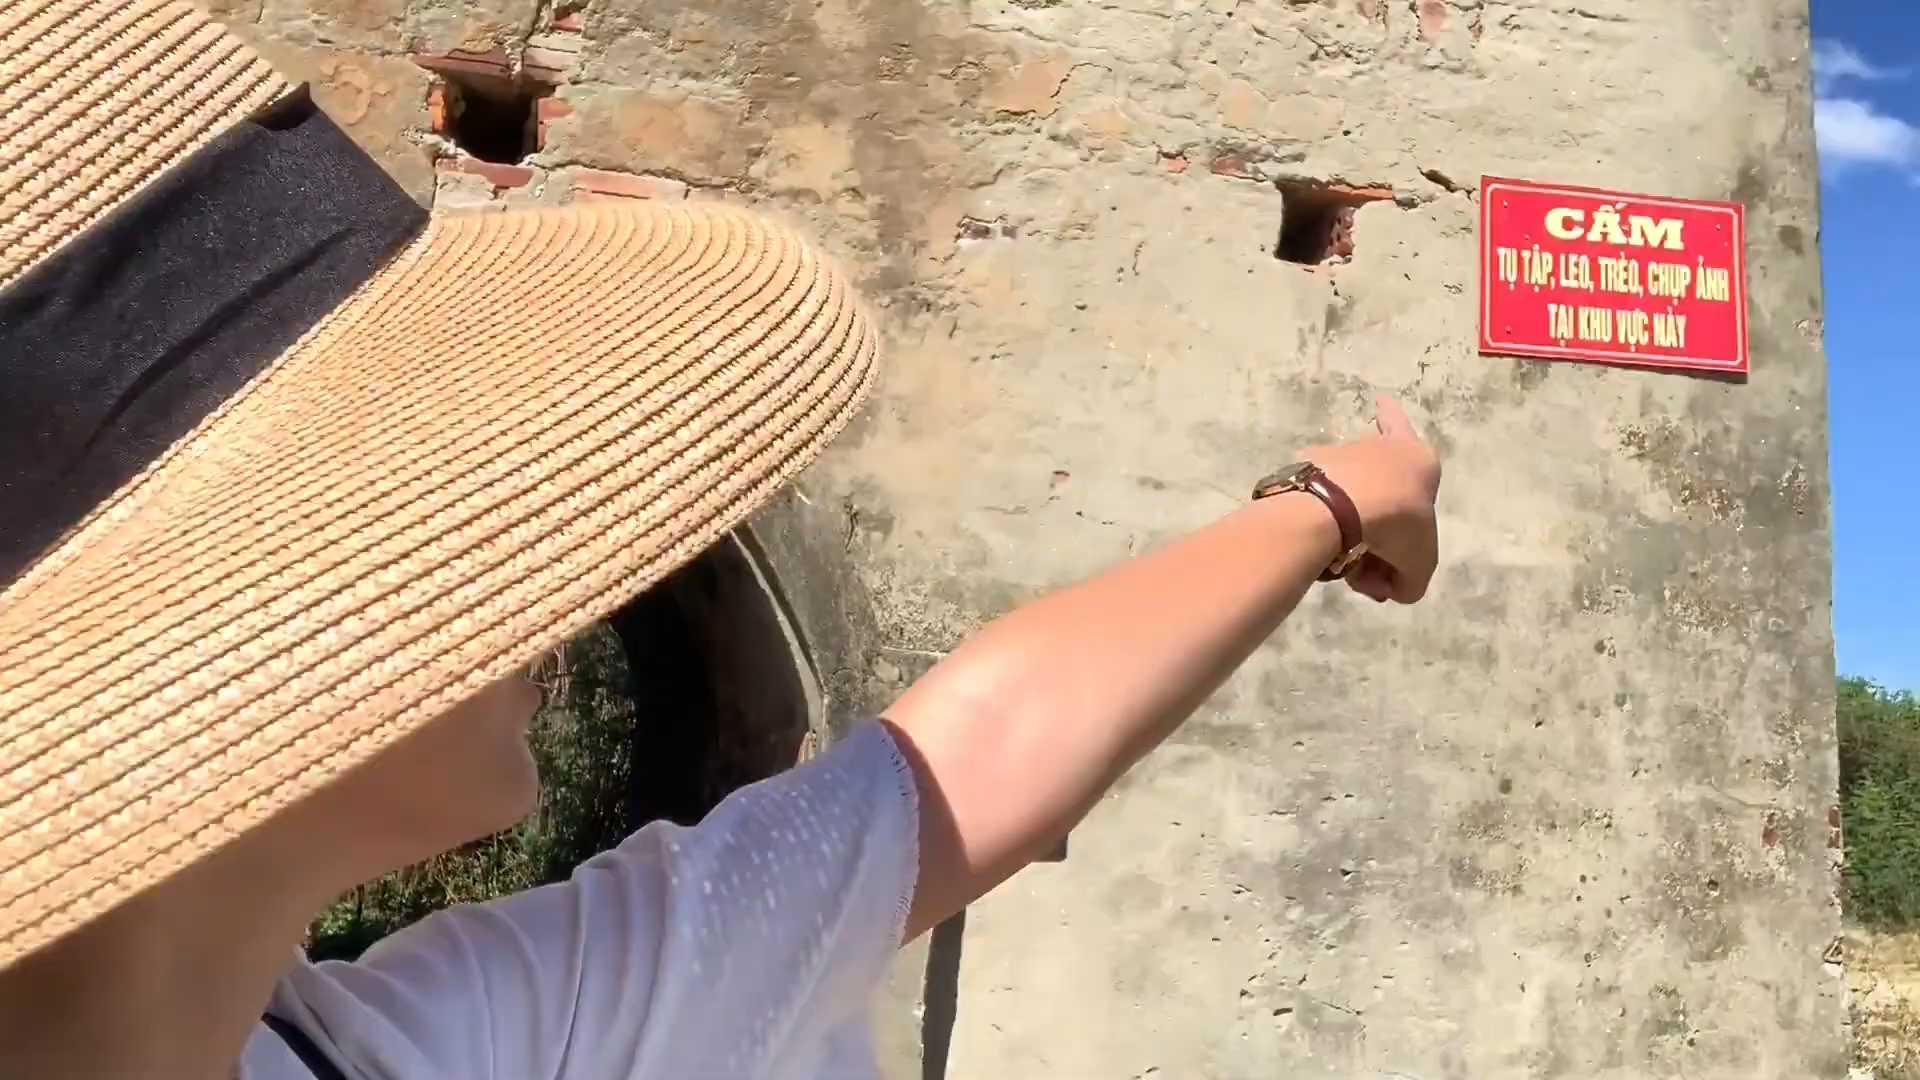 CẤM
TỤ TẬP, LEO, TRÈO, CHỤP ẢNH
TẠI KHU VỰC NÀY